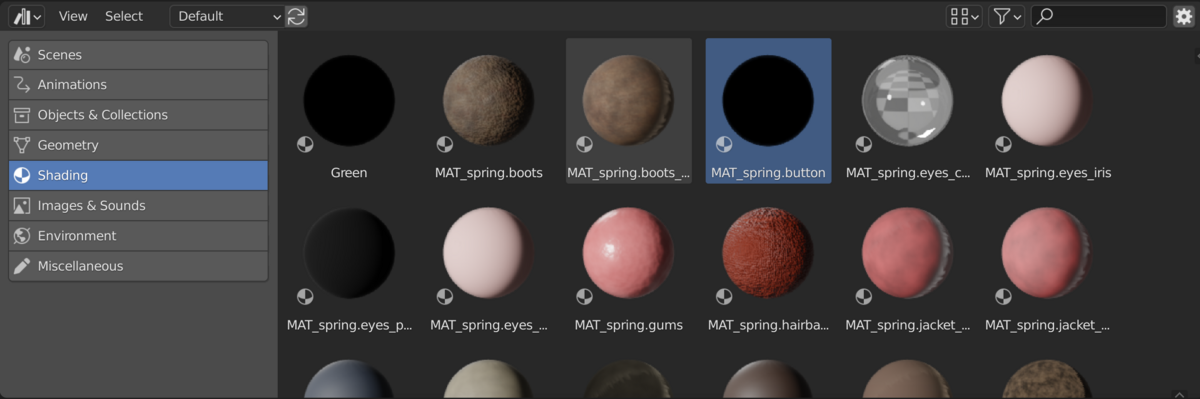 View Select Default
Scenes
Animations
Objects & Collections
Geometry
Shading
Images & Sounds
Environment
Miscellaneous
Green MAT_spring.boots MAT_spring.boots_... MAT_spring.button MAT_spring.eyes_c... MAT_spring.eyes_iris
MAT_spring.eyes_p... MAT_spring.eyes_... MAT_spring.gums MAT_spring.hairba... MAT_spring.jacket_... MAT_spring.jacket_...